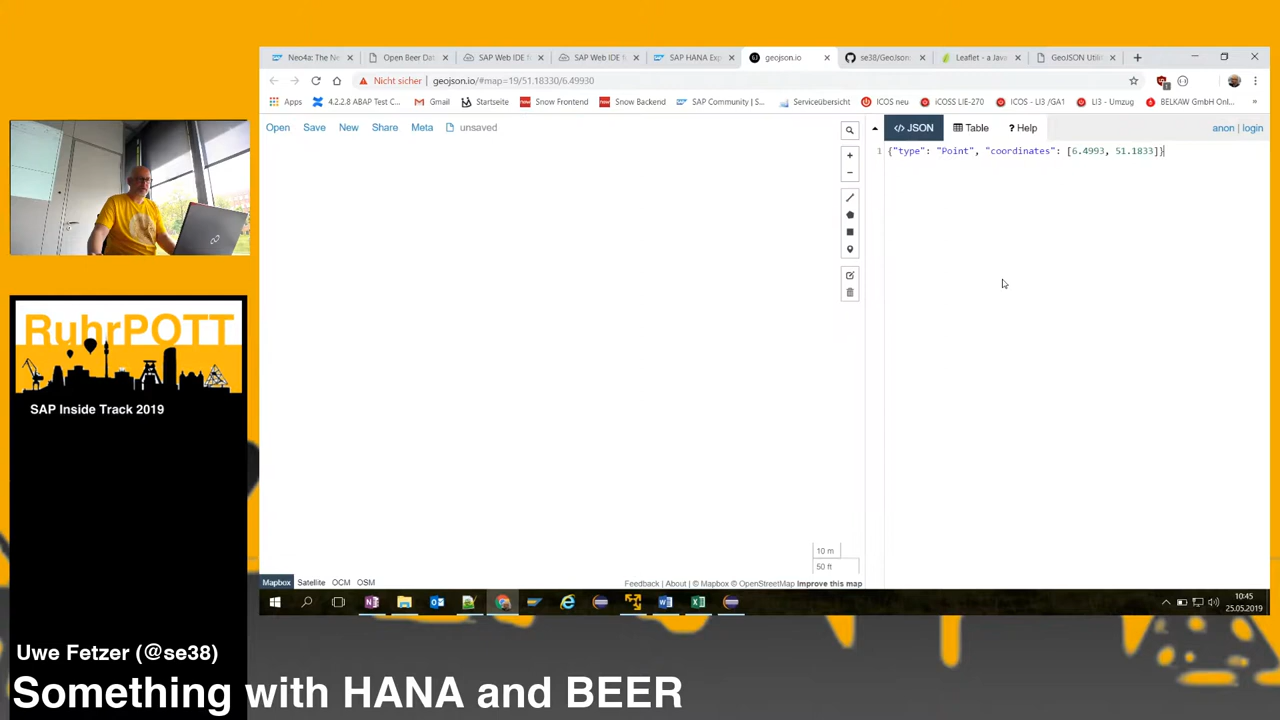 Neo4a: The Ne
Open Beer Dat
SAP Web IDE f
SAP Web IDE f
SAP HANA Exp
geojson.io
se38/GeoJson:
Leaflet - a Java
GeoJSON Utilit
Nicht sicher
geojson.io/#map=19/51.18330/6.49930
Apps
4.2.2.8 ABAP Test C...
Gmail
Startseite
Snow Frontend
Snow Backend
SAP Community | S...
Serviceübersicht
ICOS neu
iCOSS LIE-270
ICOS - LI3 /GA1
LI3 - Umzug
BELKAW GmbH Onl...
Open
Save
New
Share
Meta
unsaved
</> JSON
Table
? Help
anon | login
1 {"type": "Point", "coordinates": [6.4993, 51.1833]}
RuhrPOTT
SAP Inside Track 2019
10 m
50 ft
Mapbox
Satellite
OCM
OSM
Feedback | About | © Mapbox © OpenStreetMap Improve this map
10:45
25.05.2019
Uwe Fetzer (@se38)
Something with HANA and BEER